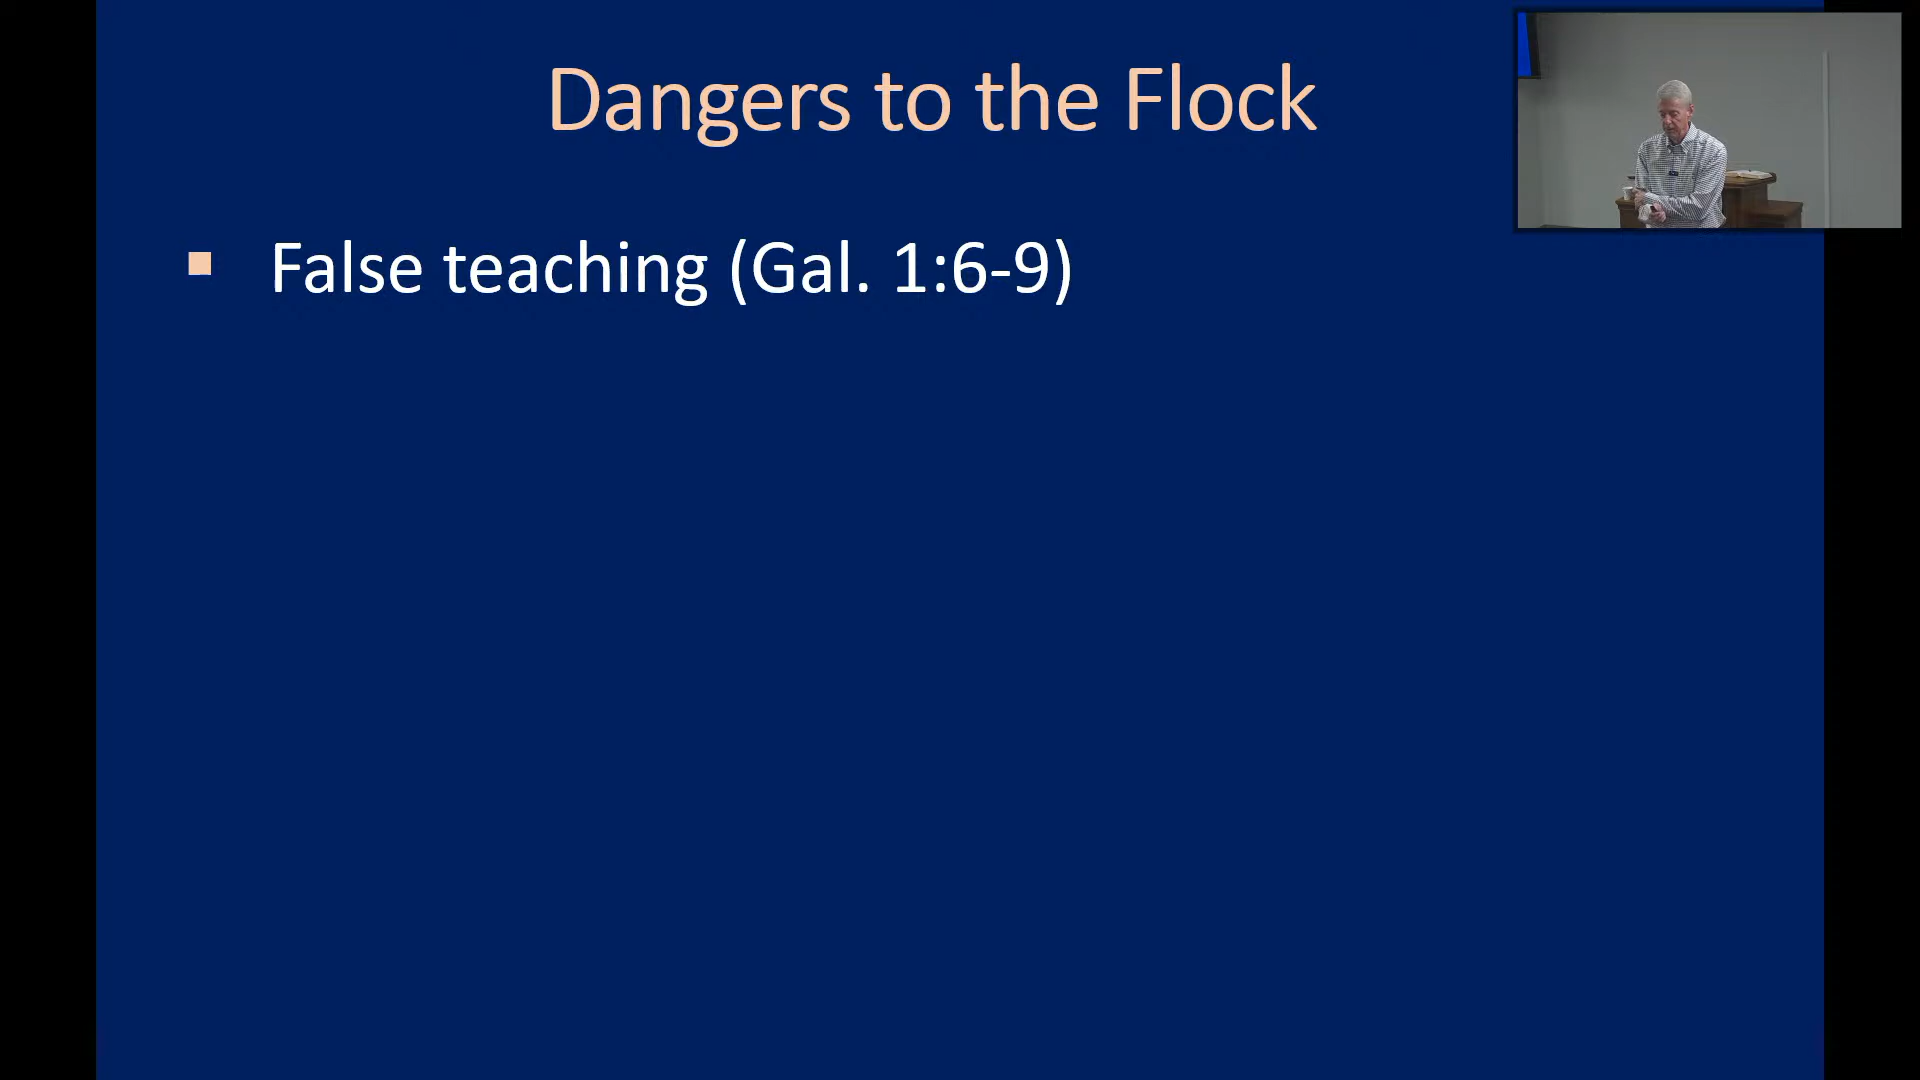 Dangers to the Flock
False teaching (Gal. 1:6-9)